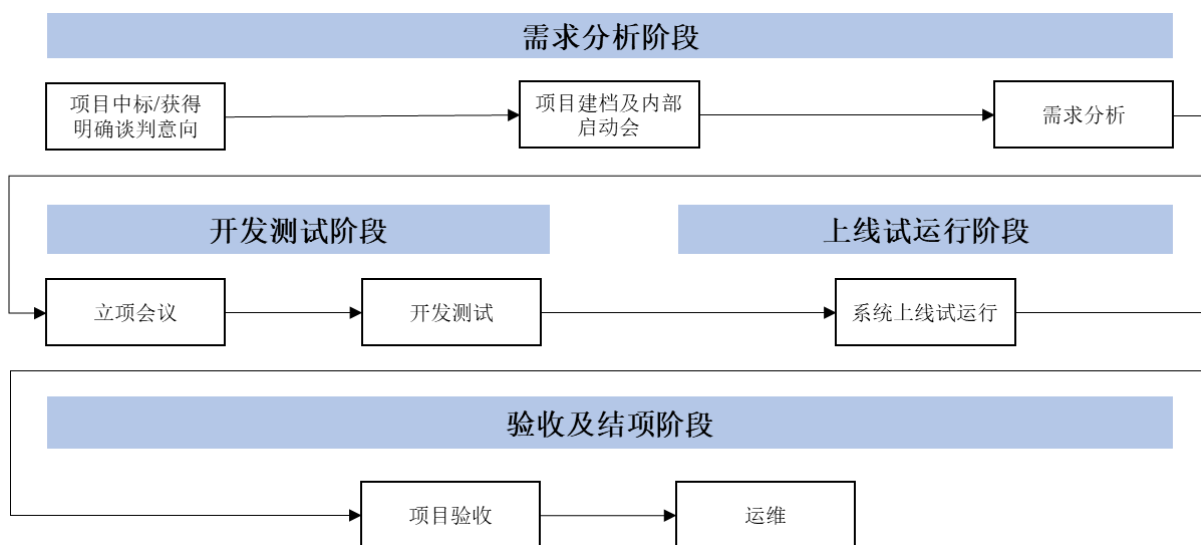 需求分析阶段
项目中标/获得
明确谈判意向
项目建档及内部
启动会
需求分析
开发测试阶段
上线试运行阶段
立项会议
开发测试
系统上线试运行
验收及结项阶段
项目验收
运维